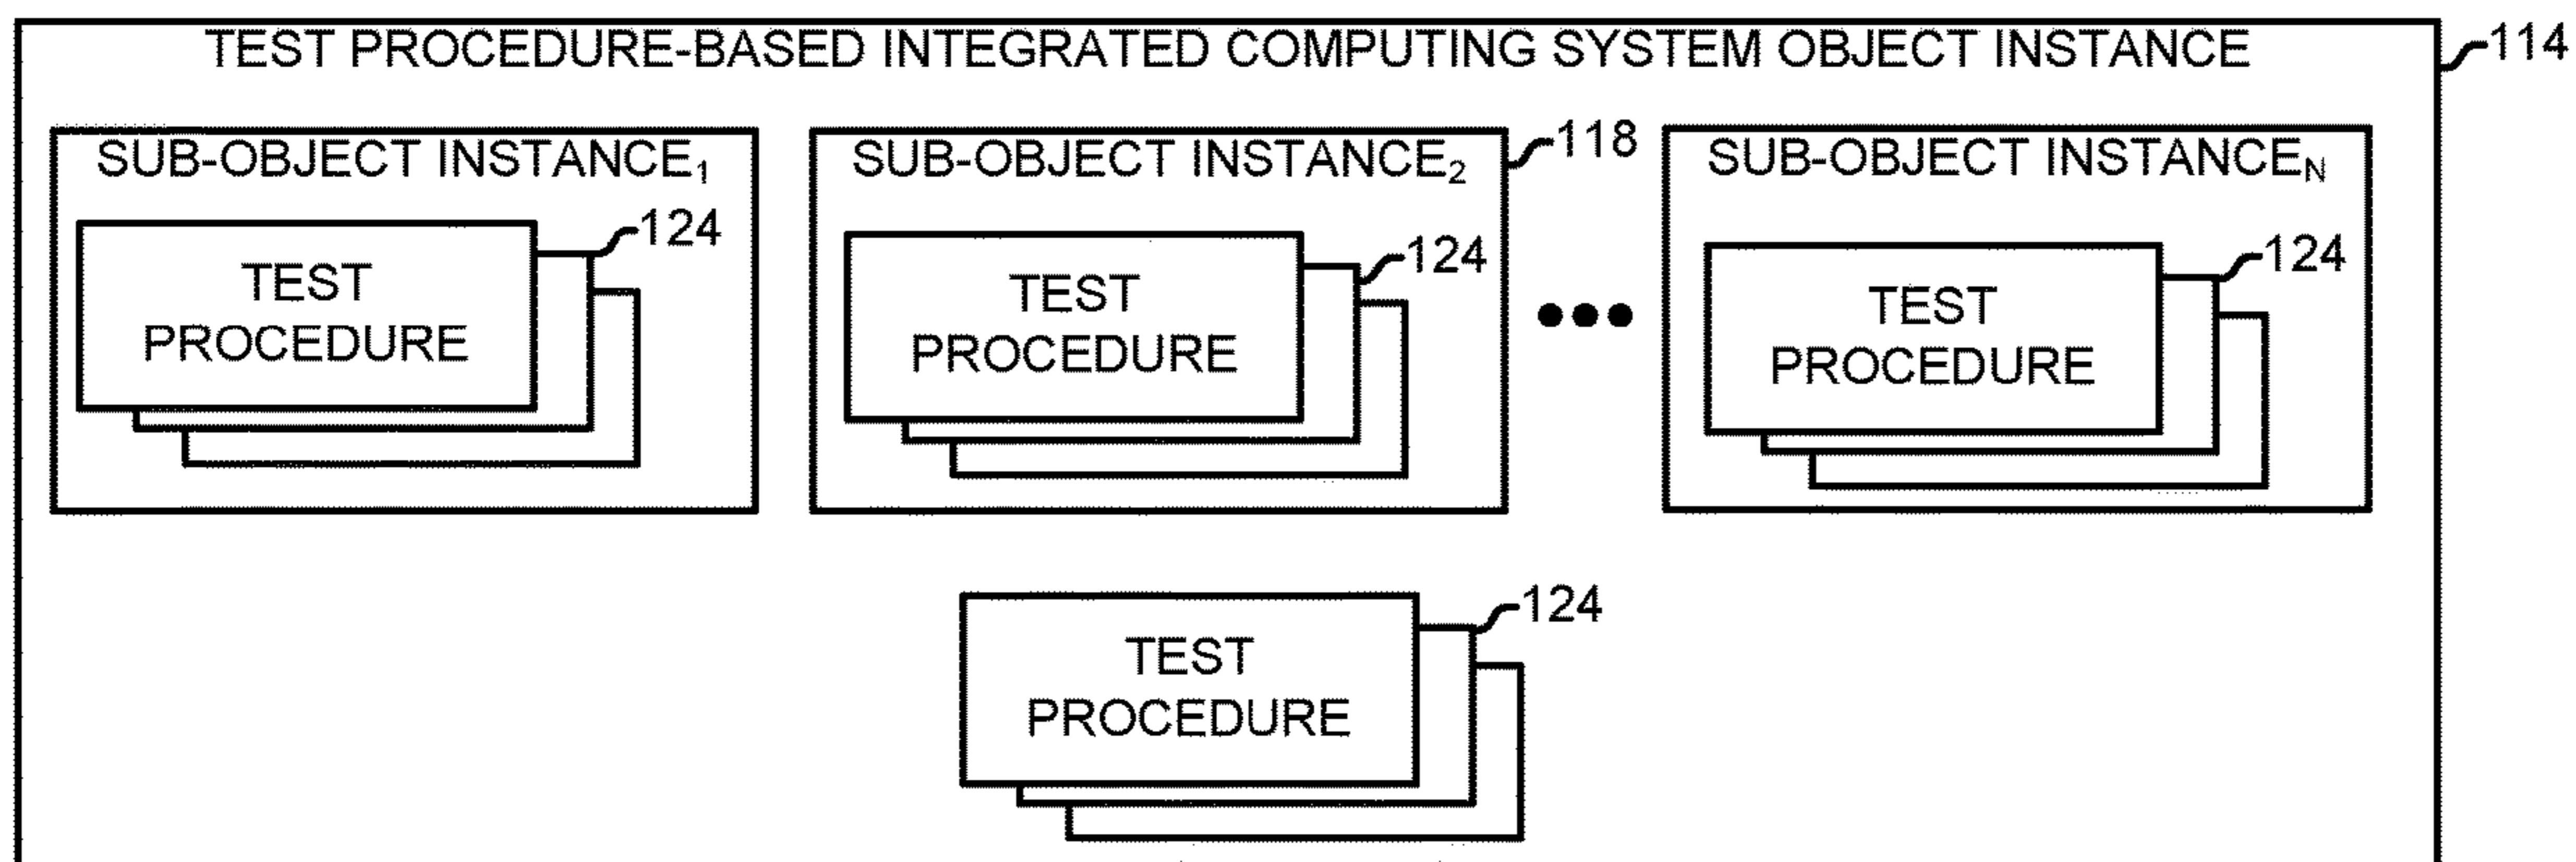 TEST PROCEDURE-BASED INTEGRATED COMPUTING SYSTEM OBJECT INSTANCE
114
SUB-OBJECT INSTANCE₁
124
TEST
PROCEDURE
SUB-OBJECT INSTANCE₂
118
124
TEST
PROCEDURE
●●●
SUB-OBJECT INSTANCE_N
124
TEST
PROCEDURE
124
TEST
PROCEDURE